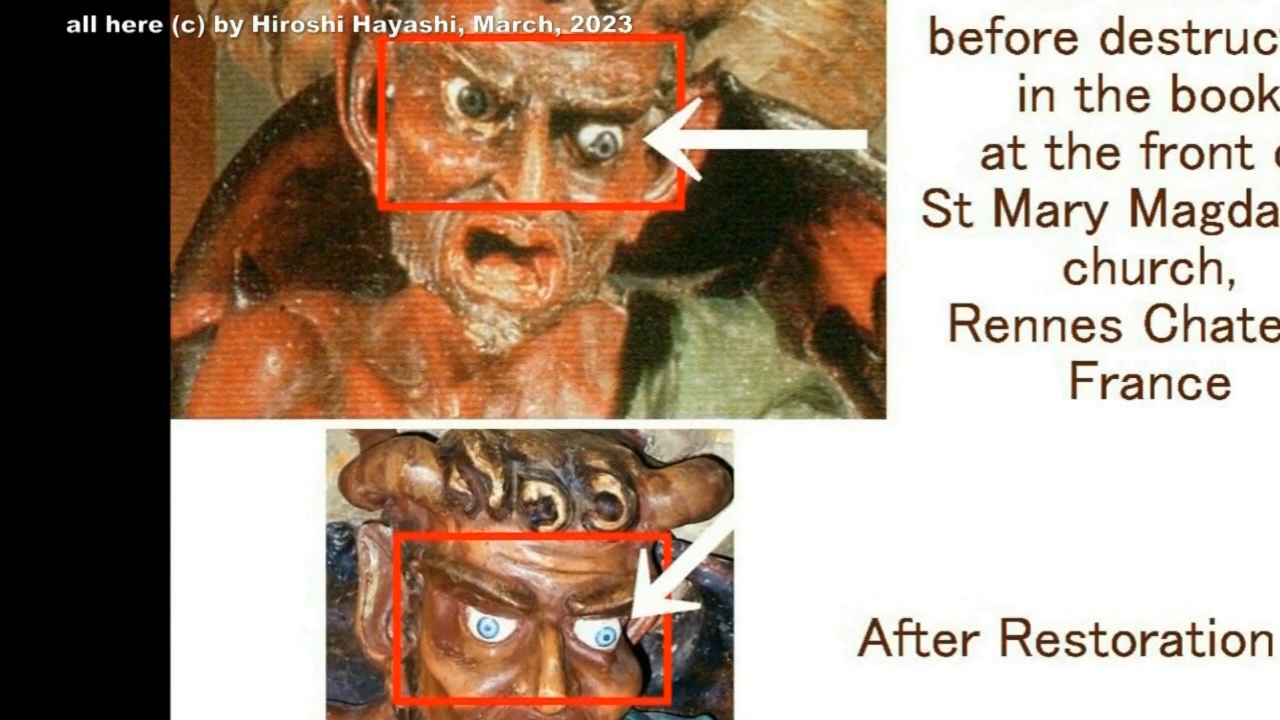 all here (c) by Hiroshi Hayashi, March, 2023
before destruc
in the book
at the front
St Mary Magda
church,
Rennes Chate
France
After Restoration